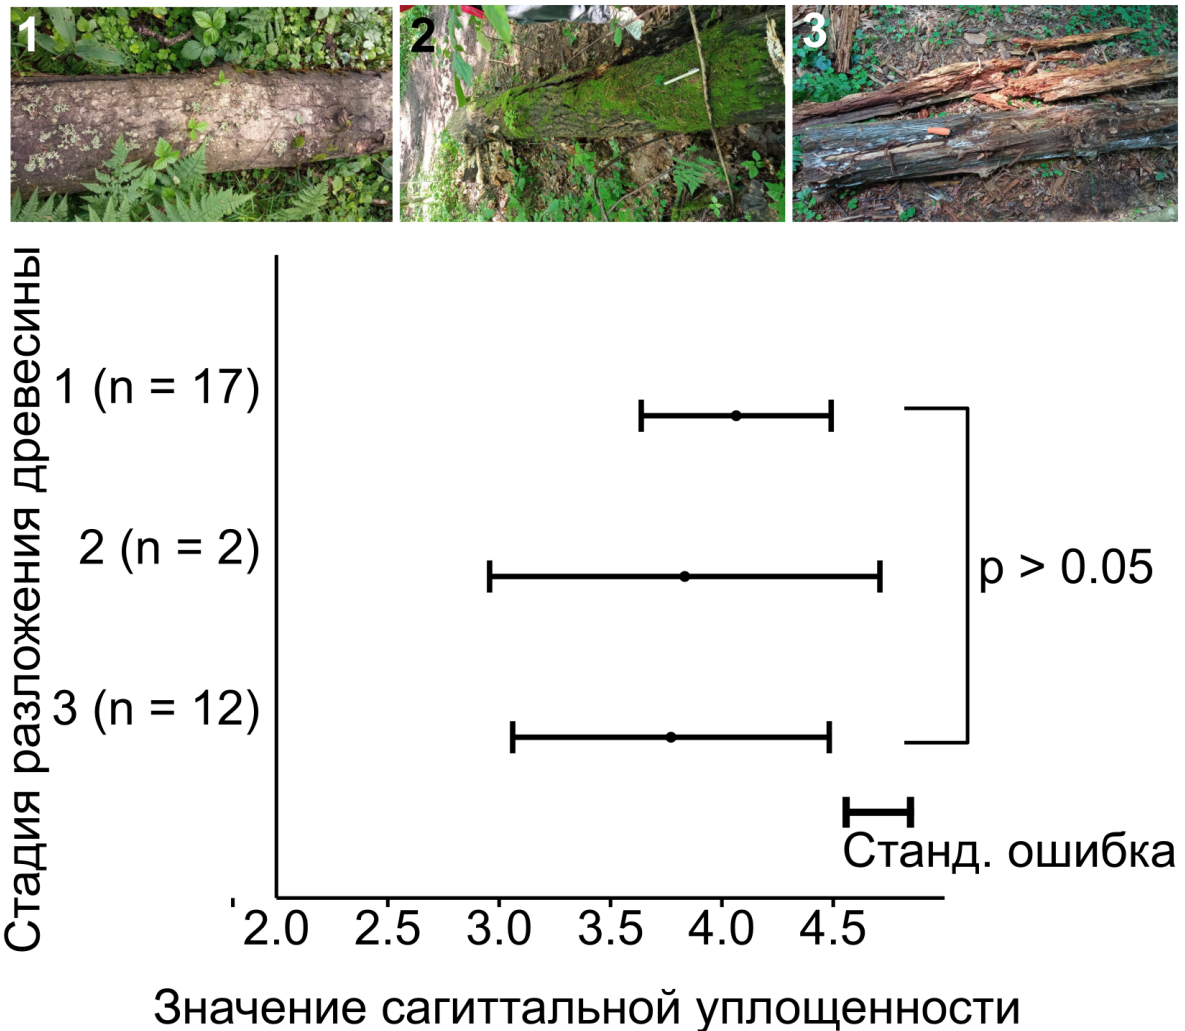 1
2
3
Стадия разложения древесины
1 (n = 17)
2 (n = 2)
3 (n = 12)
p > 0.05
Станд. ошибка
2.0 2.5 3.0 3.5 4.0 4.5
Значение сагиттальной уплощенности